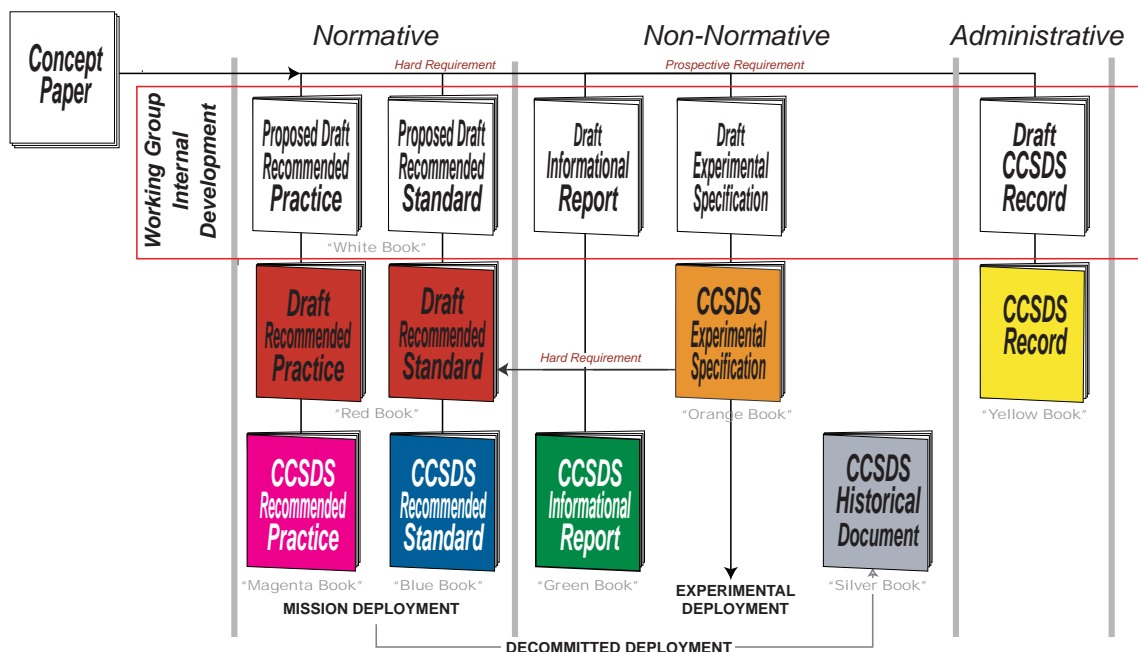 Concept
Paper
Normative
Non-Normative
Administrative
Hard Requirement
Prospective Requirement
Working Group
Internal
Development
Proposed Draft
Recommended
Practice
Proposed Draft
Recommended
Standard
Draft
Informational
Report
Draft
Experimental
Specification
Draft
CCSDS
Record
"White Book"
Draft
Recommended
Practice
Draft
Recommended
Standard
Hard Requirement
CCSDS
Experimental
Specification
CCSDS
Record
"Red Book"
"Orange Book"
"Yellow Book"
CCSDS
Recommended
Practice
CCSDS
Recommended
Standard
CCSDS
Informational
Report
CCSDS
Historical
Document
"Magenta Book"
"Blue Book"
"Green Book"
"Silver Book"
MISSION DEPLOYMENT
EXPERIMENTAL
DEPLOYMENT
DECOMMITTED DEPLOYMENT